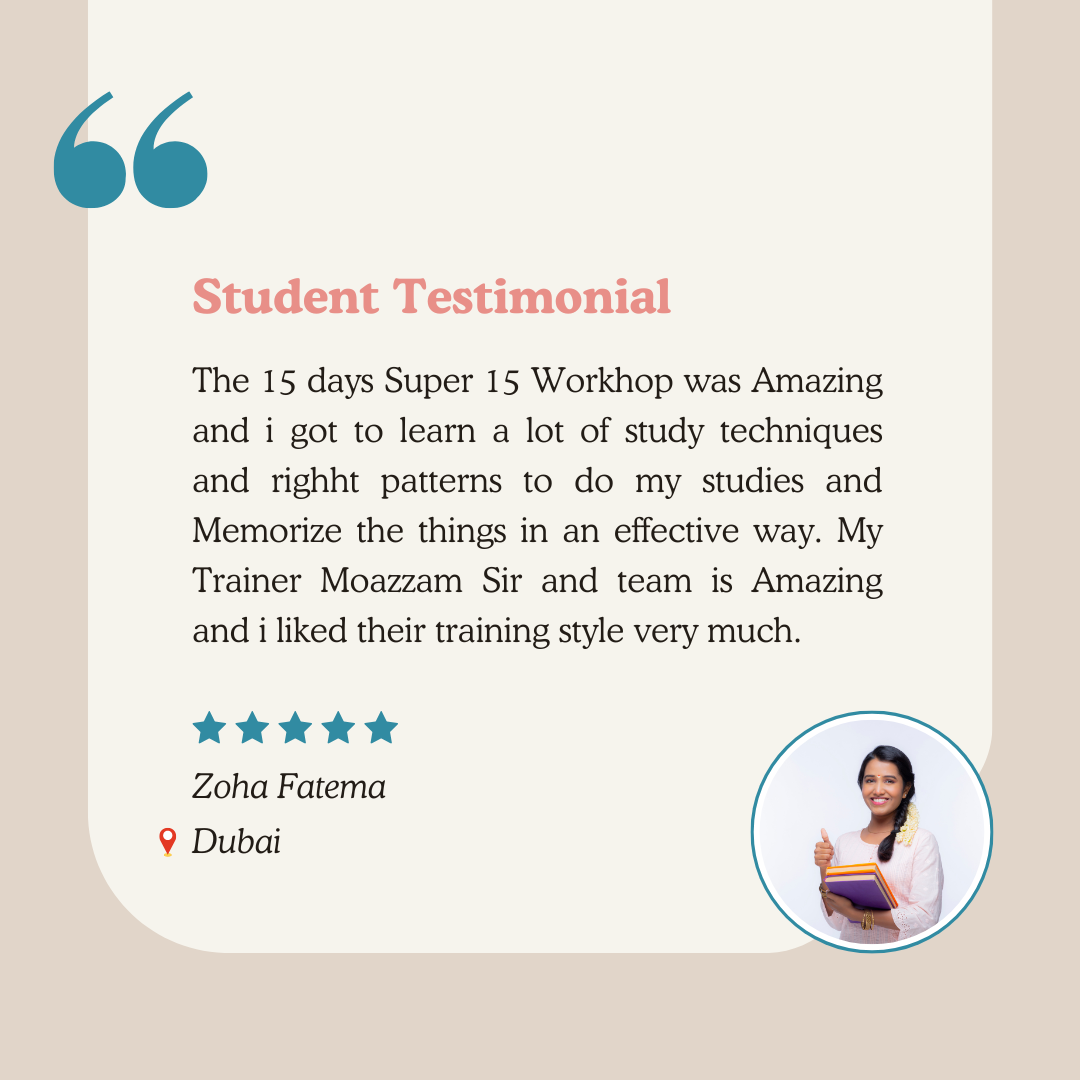 “
Student Testimonial
The 15 days Super 15 Workhop was Amazing
and i got to learn a lot of study techniques
and righht patterns to do my studies and
Memorize the things in an effective way. My
Trainer Moazzam Sir and team is Amazing
and i liked their training style very much.
Zoha Fatema
Dubai